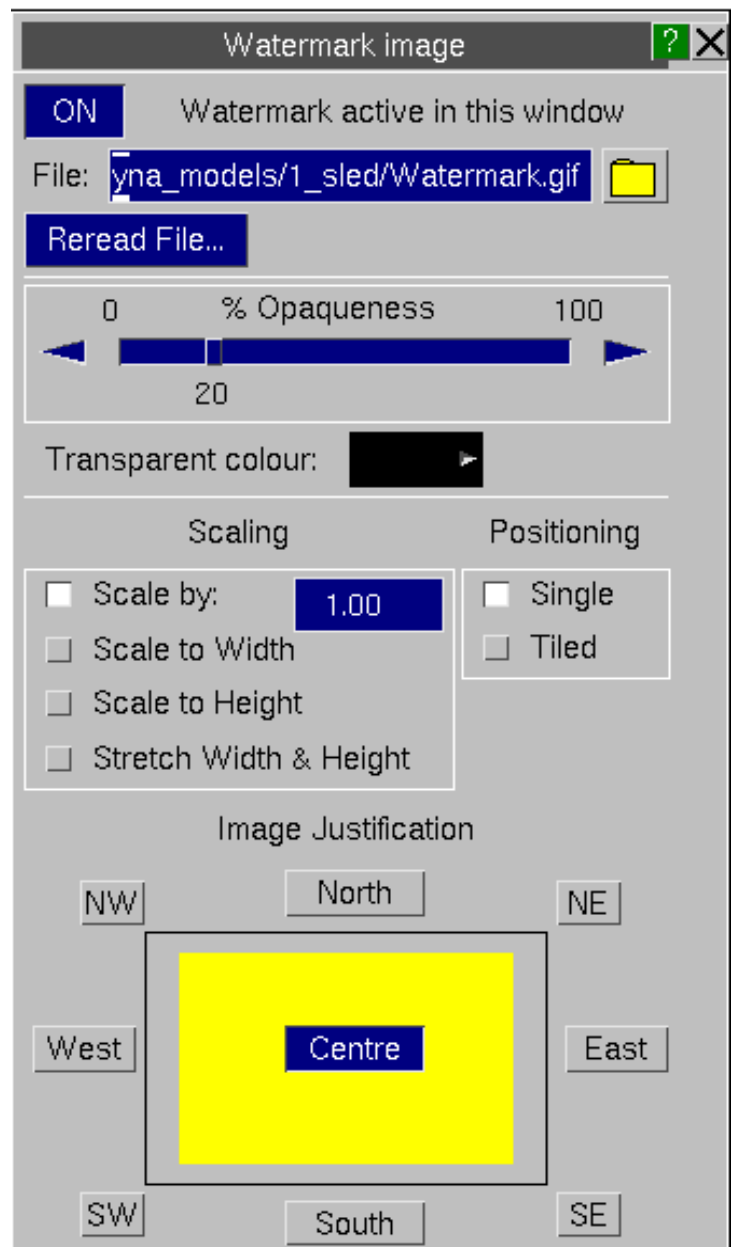 Watermark image ? X
ON Watermark active in this window
File: yna_models/1_sled/Watermark.gif
Reread File...
0 % Opaqueness 100
20
Transparent colour:
Scaling Positioning
Scale by: 1.00 Single
Scale to Width Tiled
Scale to Height
Stretch Width & Height
Image Justification
NW North NE
West Centre East
SW South SE